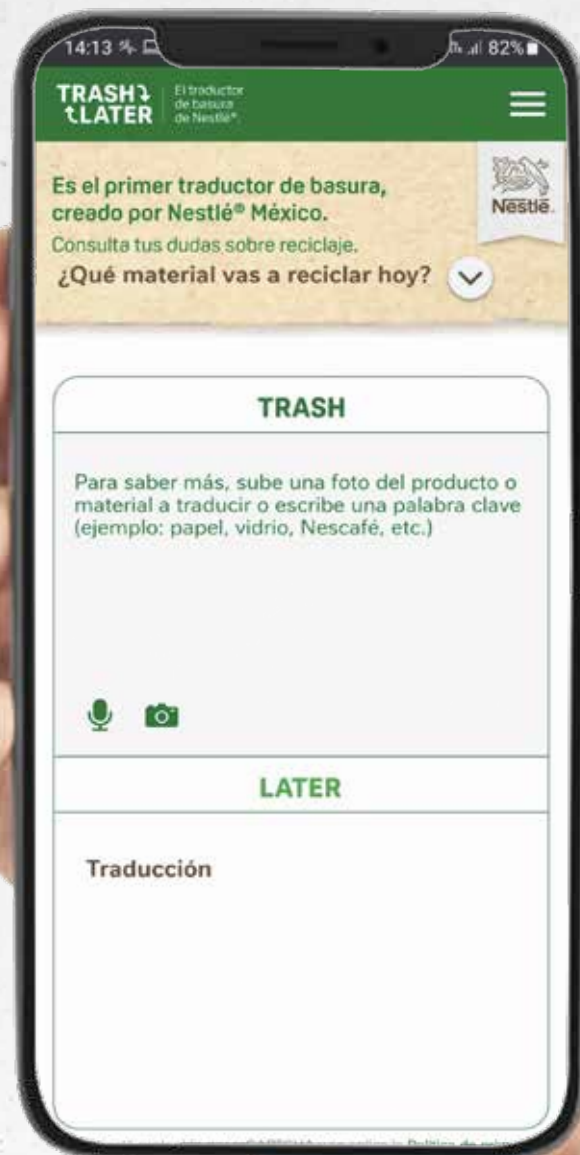 14:13
82%
TRASH
LATER
El traductor
de basura
de Nestlé®.
Es el primer traductor de basura,
creado por Nestlé® México.
Nestlé.
Consulta tus dudas sobre reciclaje.
¿Qué material vas a reciclar hoy?
TRASH
Para saber más, sube una foto del producto o
material a traducir o escribe una palabra clave
(ejemplo: papel, vidrio, Nescafé, etc.)
LATER
Traducción